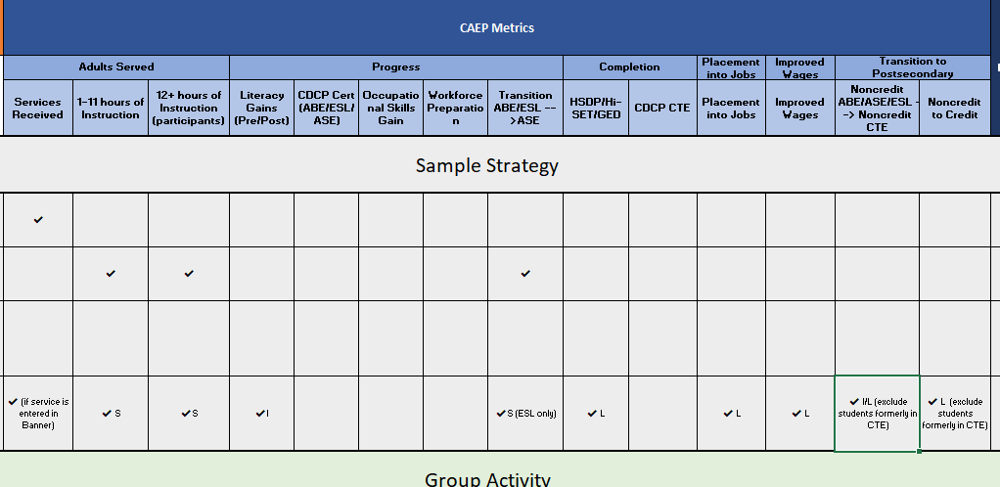 CAEP Metrics
Adults Served
Progress
Completion
Placement
into Jobs
Improved
Wages
Transition to
Postsecondary
Services
Received
1-11 hours of
Instruction
12+ hours of
Instruction
(participants)
Literacy
Gains
(Pre/Post)
CDCP Cert
(ABE/ESL/
ASE)
Occupatio
nal Skills
Gain
Workforce
Preparatio
n
Transition
ABE/ESL --
>ASE
HSDP/Hi-
SET/GED
CDCP CTE
Placement
into Jobs
Improved
Wages
Noncredit
ABE/ASE/ESL -
-> Noncredit
CTE
Noncredit
to Credit
Sample Strategy
✓
✓
✓
✓
✓ (if service is
entered in
Banner)
✓ S
✓ S
✓ I
✓ S (ESL only)
✓ L
✓ L
✓ L
✓ I/L (exclude
students formerly in
CTE)
✓ L (exclude
students
formerly in CTE)
Group Activity